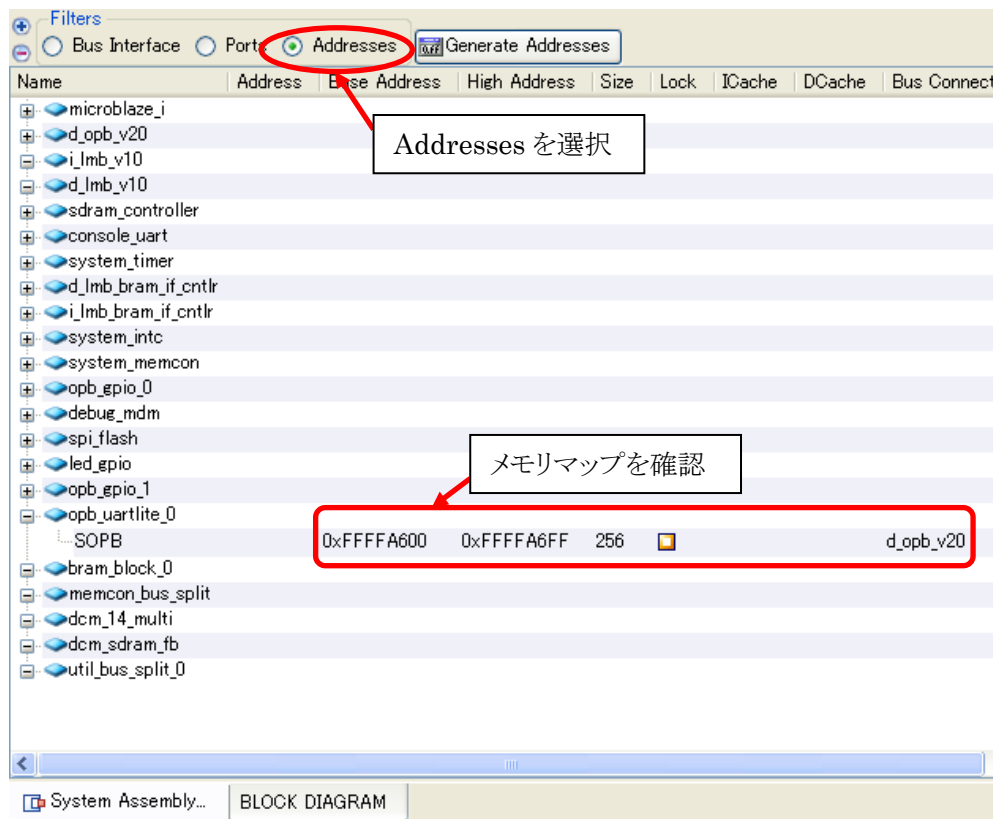 Filters
Bus Interface Ports Addresses Generate Addresses
Name Address Base Address High Address Size Lock ICache DCache Bus Connect
Addresses を選択
microblaze_i
d_opb_v20
i_lmb_v10
d_lmb_v10
sdram_controller
console_uart
system_timer
d_lmb_bram_if_cntlr
i_lmb_bram_if_cntlr
system_intc
system_memcon
opb_gpio_0
debug_mdm
spi_flash
メモリマップを確認
led_gpio
opb_gpio_1
opb_uartlite_0
SOPB 0xFFFFA600 0xFFFFA6FF 256 d_opb_v20
bram_block_0
memcon_bus_split
dcm_14_multi
dcm_sdram_fb
util_bus_split_0
System Assembly... BLOCK DIAGRAM